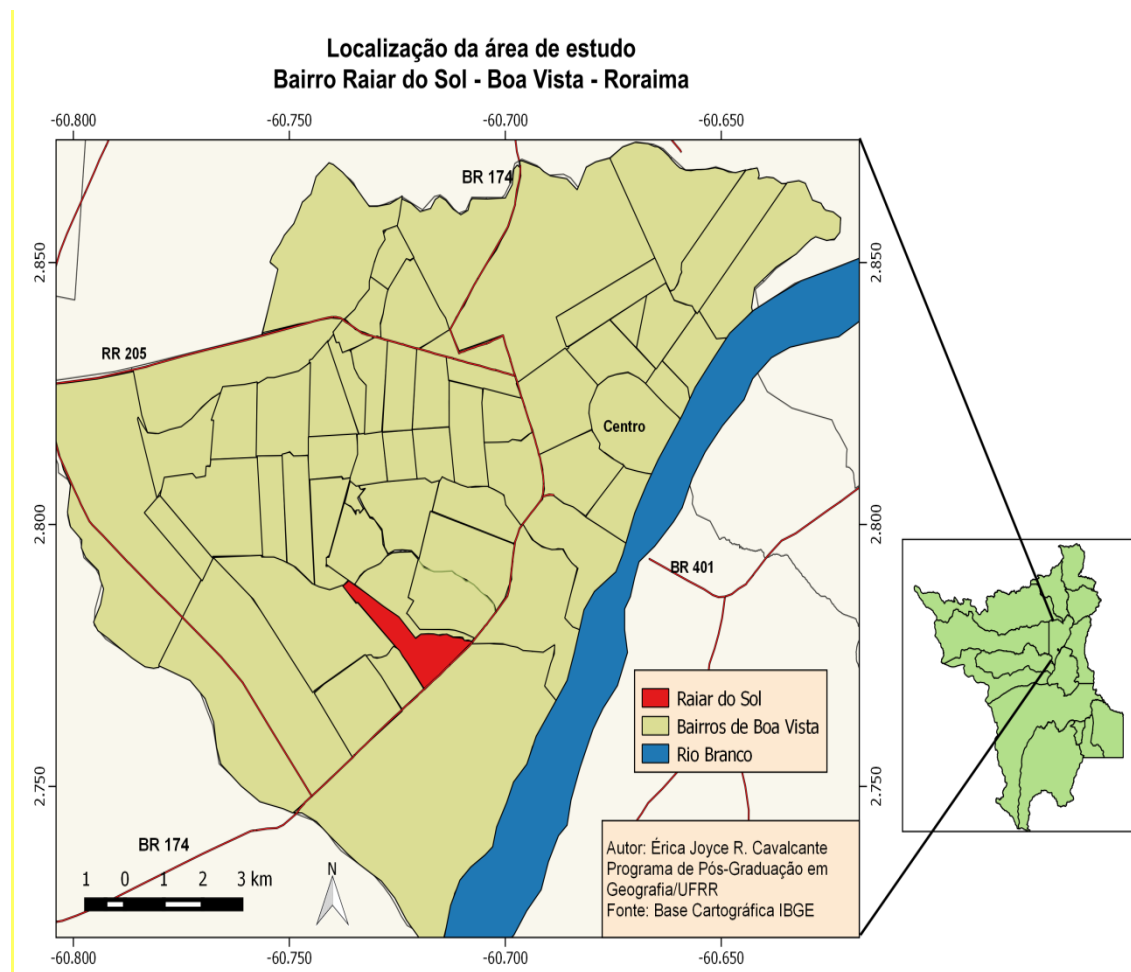 Localização da área de estudo
Bairro Raiar do Sol - Boa Vista - Roraima
-60.800
-60.750
-60.700
-60.650
BR 174
2.850
2.850
RR 205
Centro
2.800
2.800
BR 401
Raiar do Sol
Bairros de Boa Vista
Rio Branco
2.750
2.750
BR 174
Autor: Érica Joyce R. Cavalcante
Programa de Pós-Graduação em
Geografia/UFRR
Fonte: Base Cartográfica IBGE
1 0 1 2 3 km
N
-60.800
-60.750
-60.700
-60.650